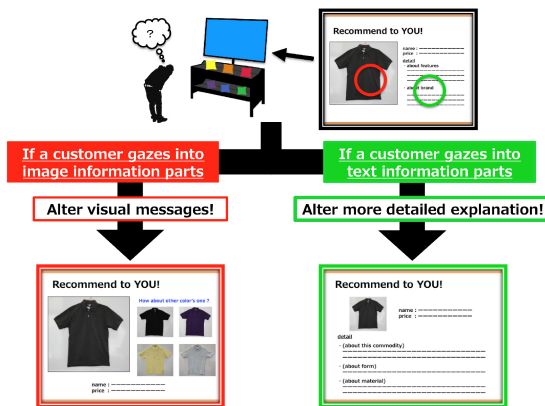 ?
Recommend to YOU!
name : ——————————
price : ——————————
detail
- about features
- about brand
If a customer gazes into
image information parts
If a customer gazes into
text information parts
Alter visual messages!
Alter more detailed explanation!
Recommend to YOU!
How about other color's one ?
name : ——————————
price : ——————————
Recommend to YOU!
name : ——————————
price : ——————————
detail
- (about this commodity)
- (about form)
- (about material)